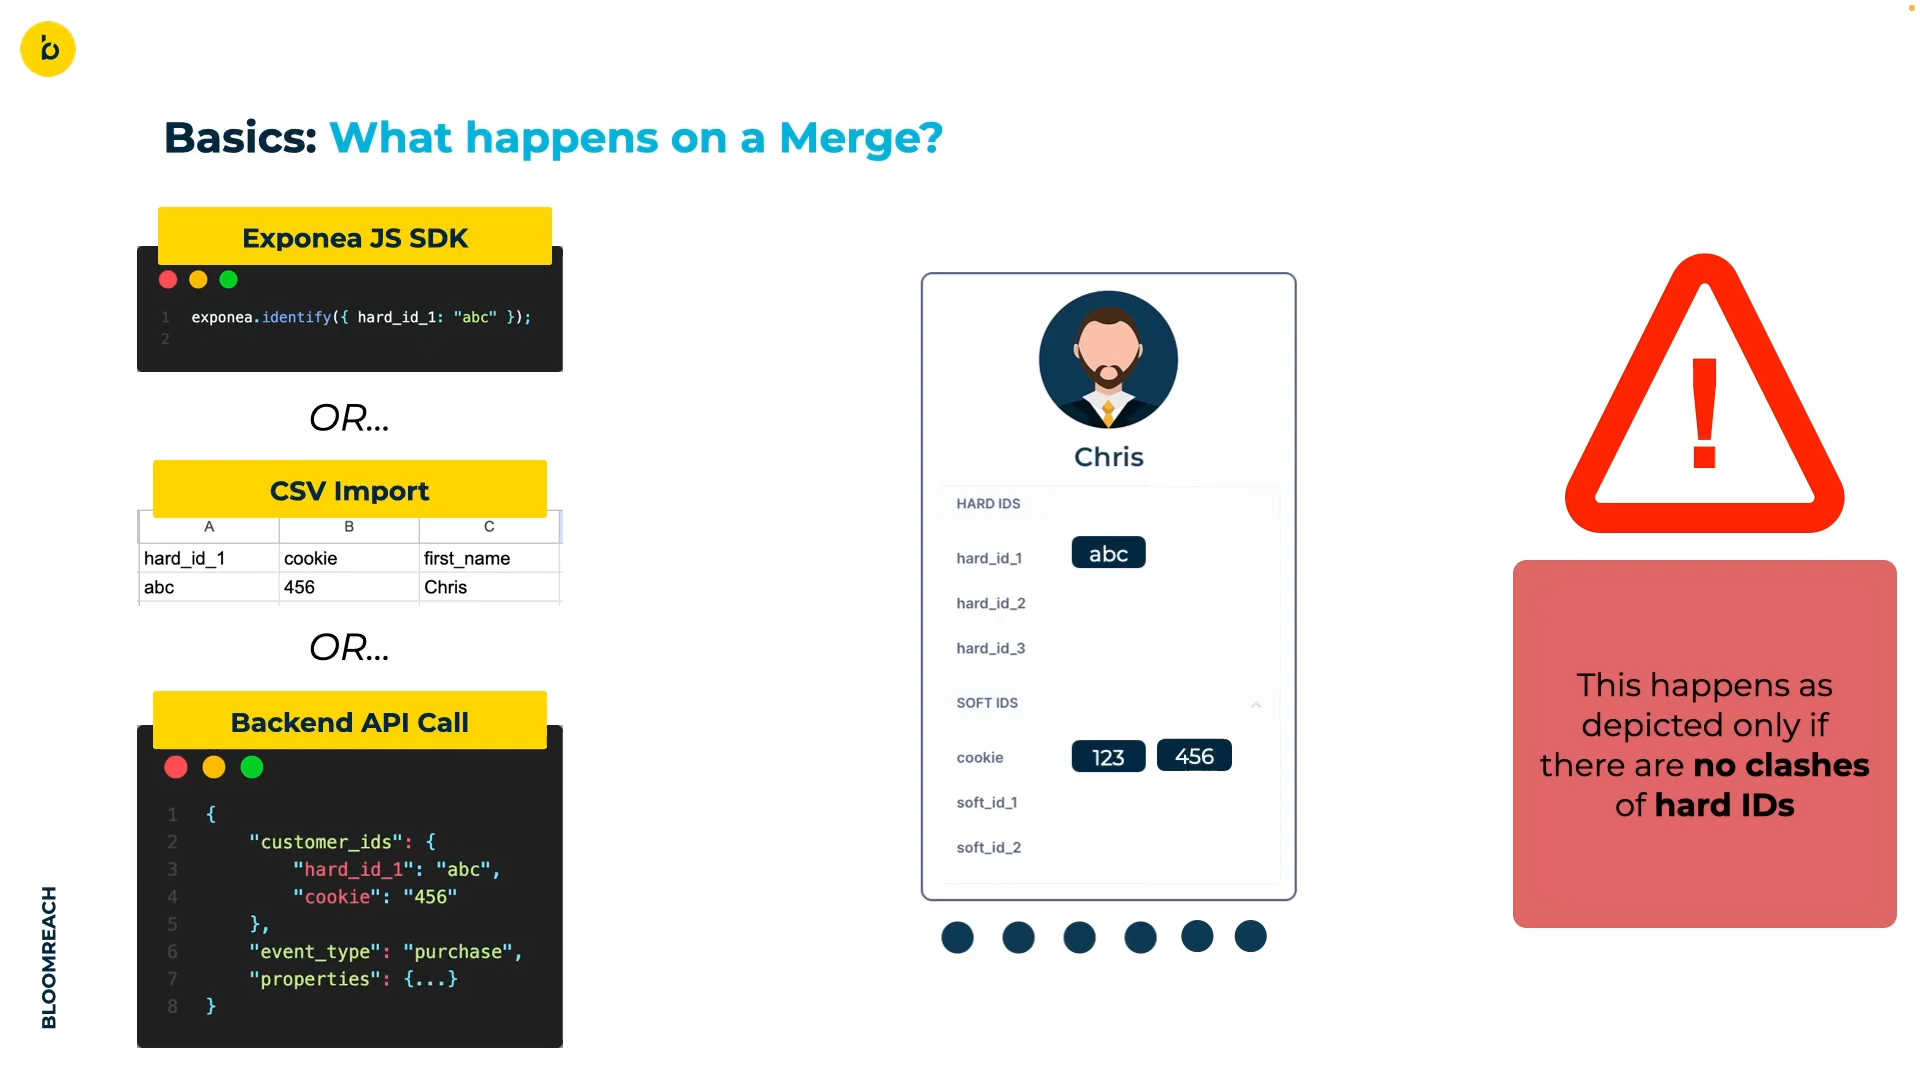 b
Basics: What happens on a Merge?
Exponea JS SDK
1 exponea.identify({ hard_id_1: "abc" });
2
OR...
CSV Import
A B C
hard_id_1 cookie first_name
abc 456 Chris
OR...
Backend API Call
1 {
2 "customer_ids": {
3 "hard_id_1": "abc",
4 "cookie": "456"
5 },
6 "event_type": "purchase",
7 "properties": {...}
8 }
Chris
HARD IDS
hard_id_1 abc
hard_id_2
hard_id_3
SOFT IDS
cookie 123 456
soft_id_1
soft_id_2
!
This happens as
depicted only if
there are no clashes
of hard IDs
BLOOMREACH